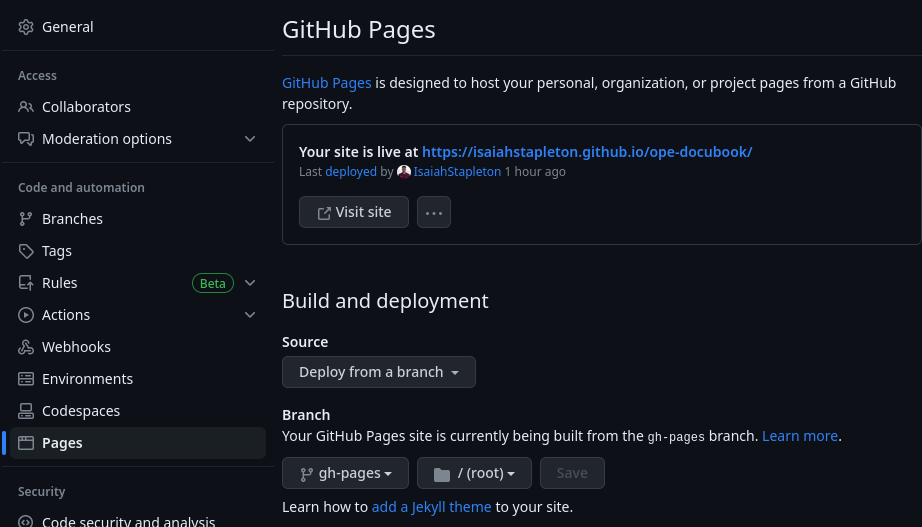 General
Access
Collaborators
Moderation options
Code and automation
Branches
Tags
Rules Beta
Actions
Webhooks
Environments
Codespaces
Pages
Security
Code security and analysis
GitHub Pages
GitHub Pages is designed to host your personal, organization, or project pages from a GitHub
repository.
Your site is live at https://isaiahstapleton.github.io/ope-docubook/
Last deployed by IsaiahStapleton 1 hour ago
Visit site
Build and deployment
Source
Deploy from a branch
Branch
Your GitHub Pages site is currently being built from the gh-pages branch. Learn more.
gh-pages / (root) Save
Learn how to add a Jekyll theme to your site.